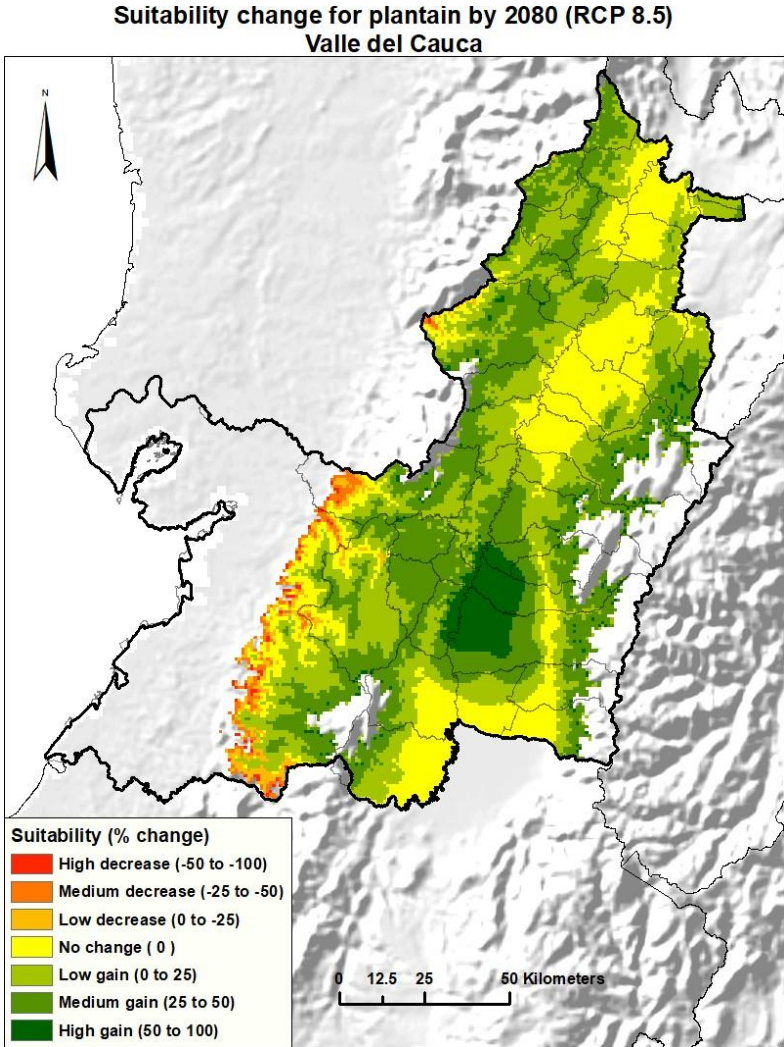 Suitability change for plantain by 2080 (RCP 8.5)
Valle del Cauca
N
Suitability (% change)
High decrease (-50 to -100)
Medium decrease (-25 to -50)
Low decrease (0 to -25)
No change ( 0 )
Low gain (0 to 25)
Medium gain (25 to 50)
High gain (50 to 100)
0 12.5 25 50 Kilometers